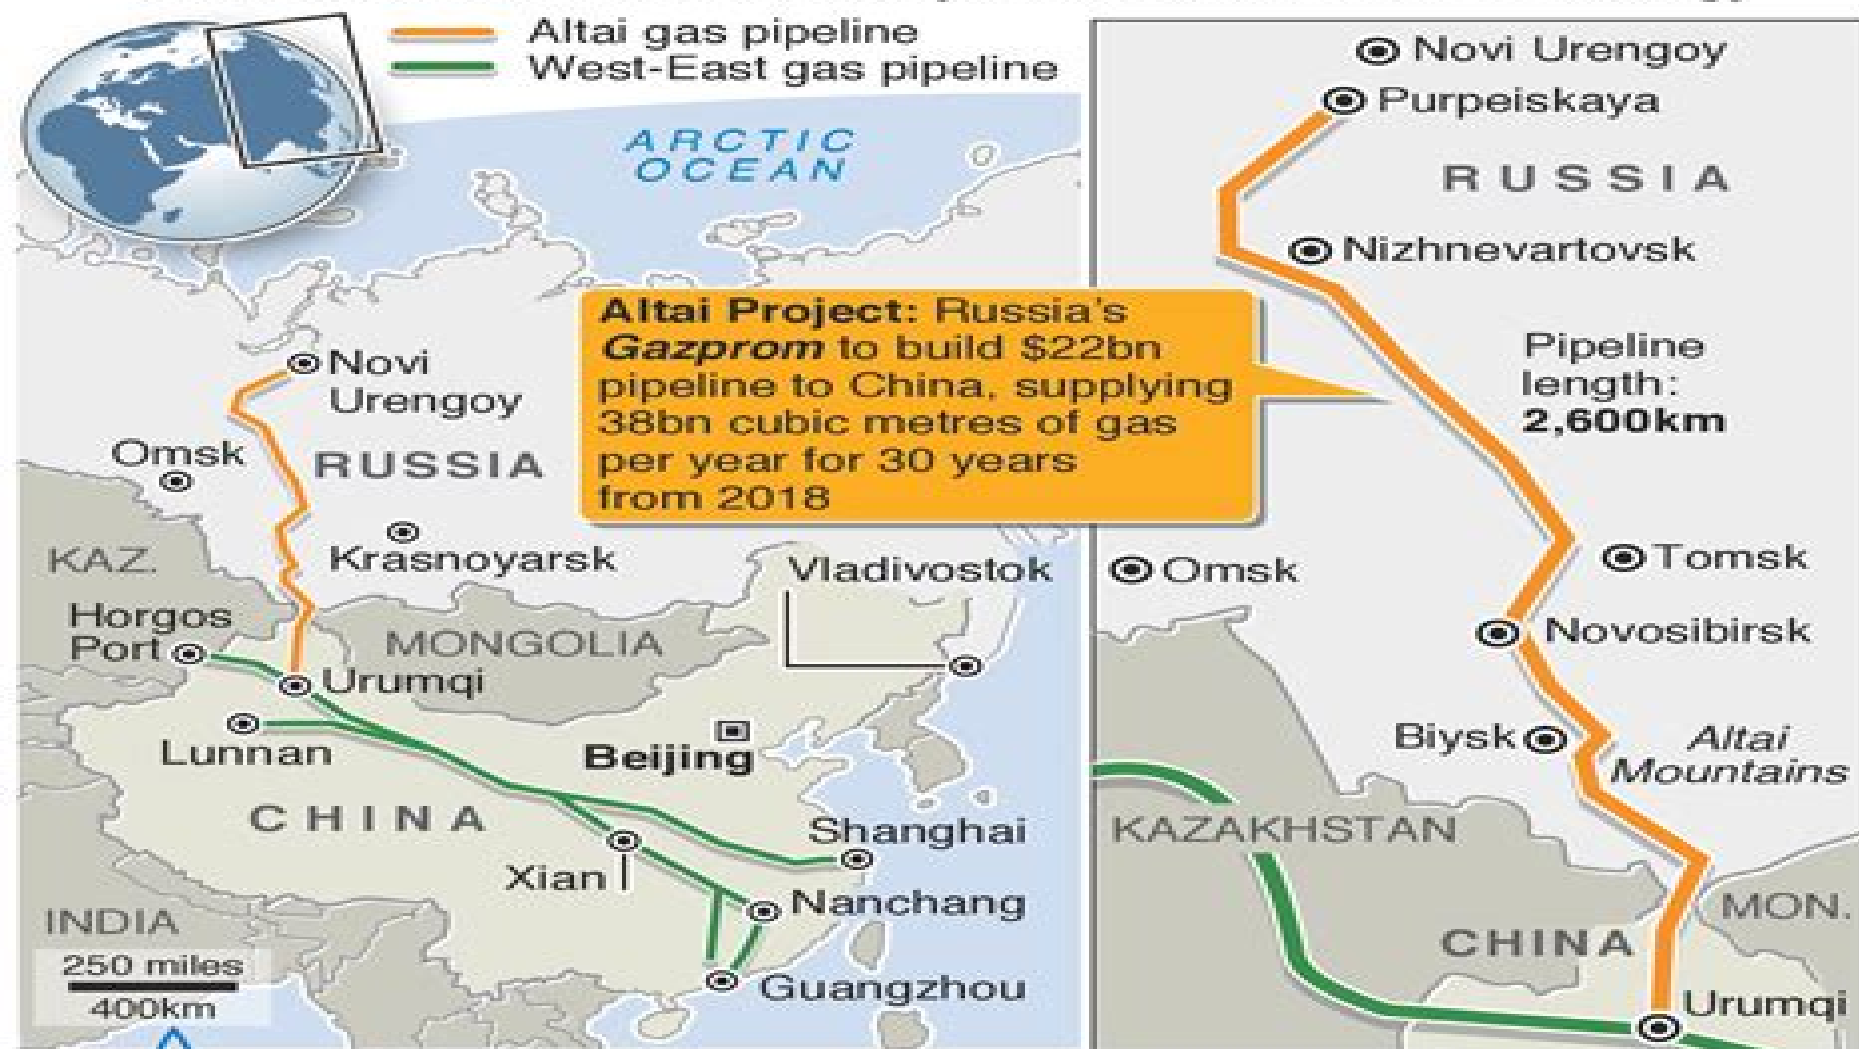 Altai gas pipeline
West-East gas pipeline
ARCTIC
OCEAN
Novi
Urengoy
Omsk
RUSSIA
KAZ.
Krasnoyarsk
Horgos
Port
MONGOLIA
Vladivostok
Urumqi
Lunnan
Beijing
CHINA
Shanghai
Xian
Nanchang
INDIA
Guangzhou
250 miles
400km
Altai Project: Russia's
Gazprom to build $22bn
pipeline to China, supplying
38bn cubic metres of gas
per year for 30 years
from 2018
Novi Urengoy
Purpeiskaya
RUSSIA
Nizhnevartovsk
Pipeline
length:
2,600km
Omsk
Tomsk
Novosibirsk
Biysk
Altai
Mountains
KAZAKHSTAN
MON.
CHINA
Urumqi